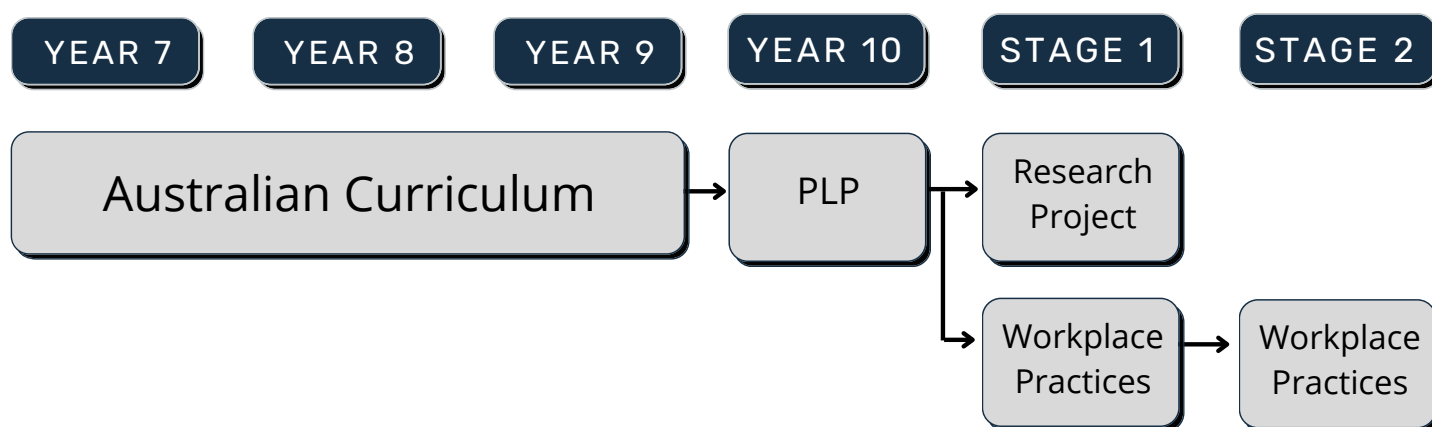 YEAR 7
YEAR 8
YEAR 9
YEAR 10
STAGE 1
STAGE 2
Australian Curriculum
PLP
Research
Project
Workplace
Practices
Workplace
Practices